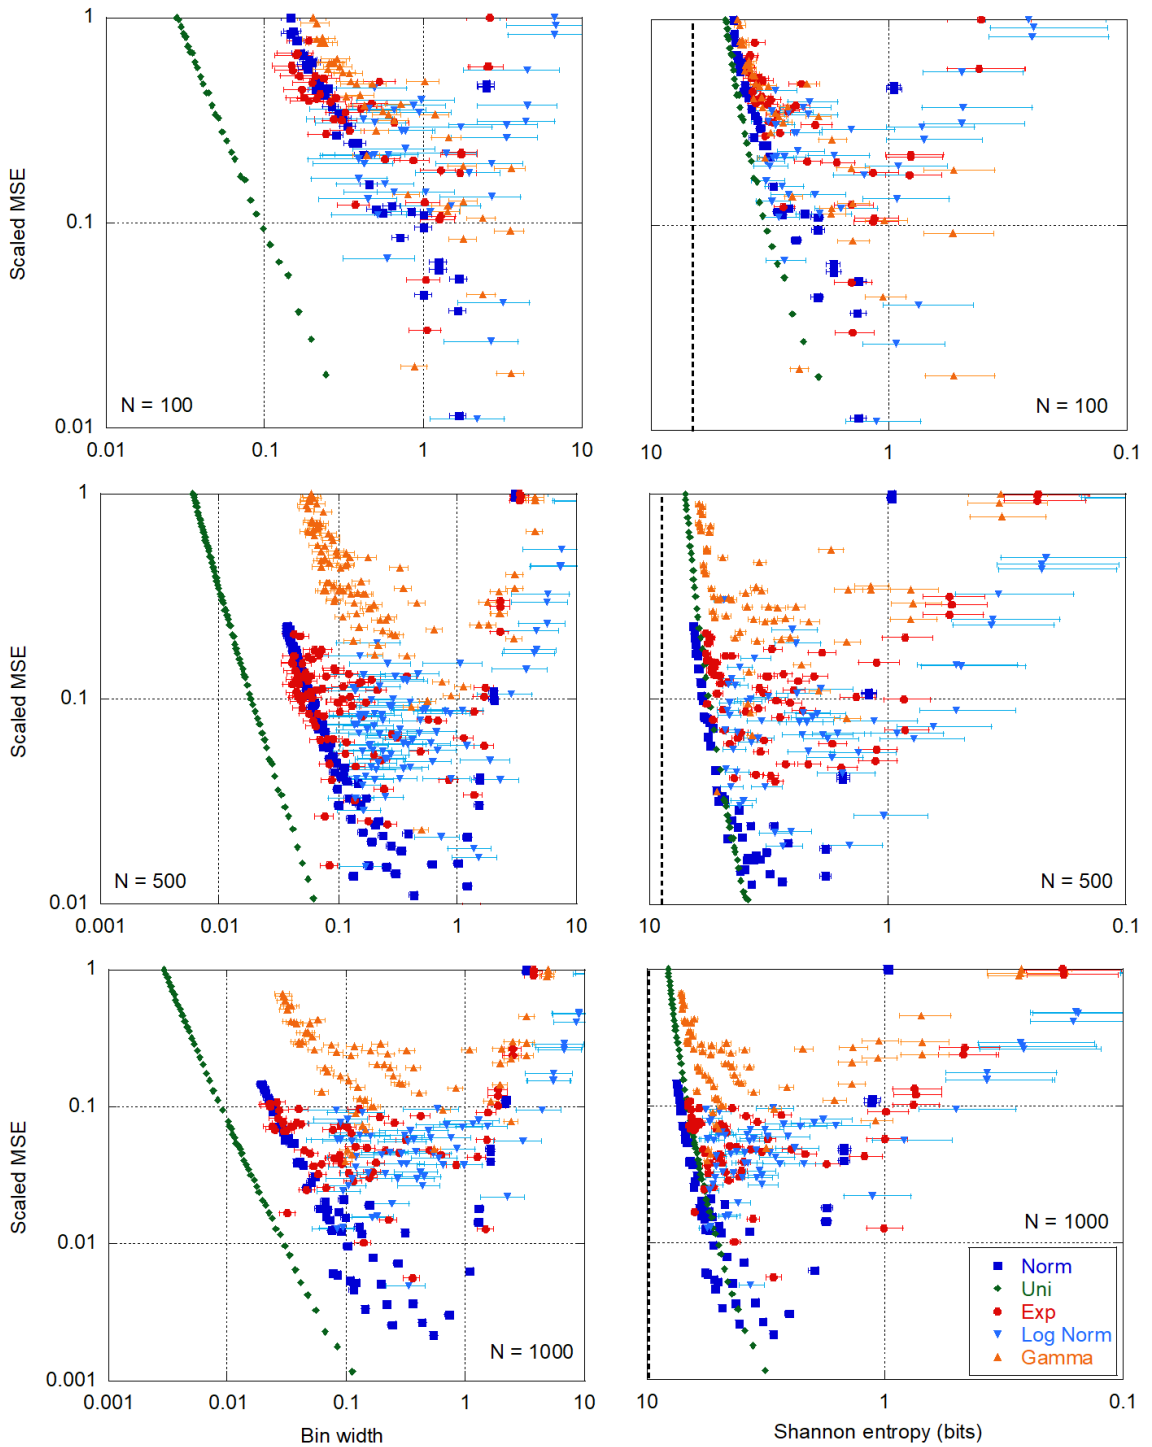 1
0.1
0.01
Scaled MSE
N = 100
0.01
0.1
1
10
N = 100
10
1
0.1
1
0.1
0.01
Scaled MSE
N = 500
0.001
0.01
0.1
1
10
N = 500
10
1
0.1
1
0.1
0.01
0.001
Scaled MSE
N = 1000
0.001
0.01
0.1
1
10
Bin width
N = 1000
Norm
Uni
Exp
Log Norm
Gamma
10
1
0.1
Shannon entropy (bits)